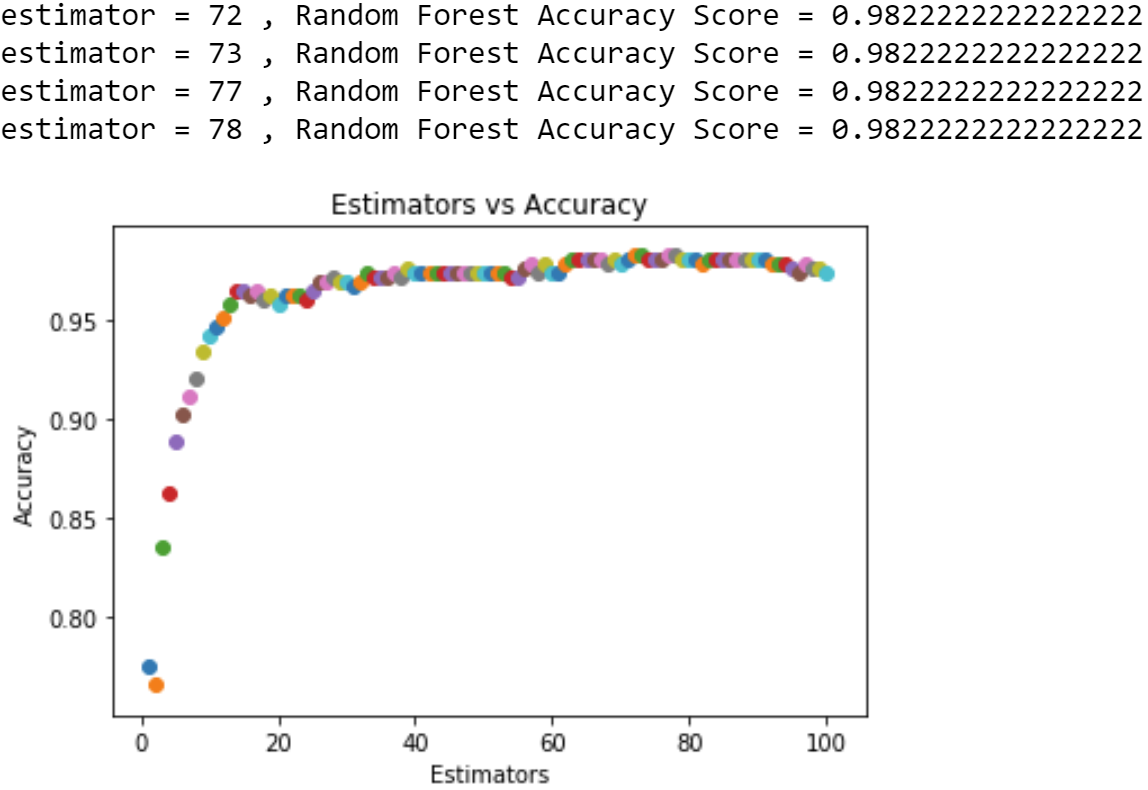 estimator = 72 , Random Forest Accuracy Score = 0.9822222222222222
estimator = 73 , Random Forest Accuracy Score = 0.9822222222222222
estimator = 77 , Random Forest Accuracy Score = 0.9822222222222222
estimator = 78 , Random Forest Accuracy Score = 0.9822222222222222
Estimators vs Accuracy
Accuracy
0.95
0.90
0.85
0.80
0 20 40 60 80 100
Estimators